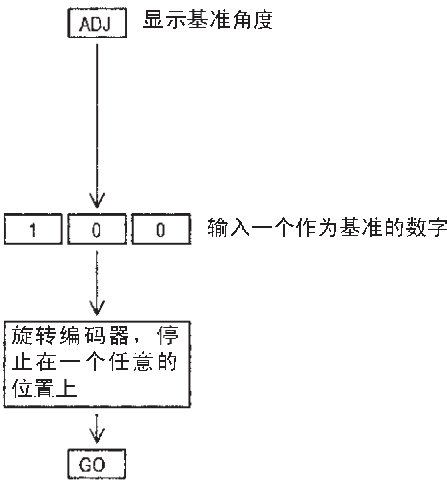 ADJ 显示基准角度
1 0 0 输入一个作为基准的数字
旋转编码器，停
止在一个任意的
位置上
GO